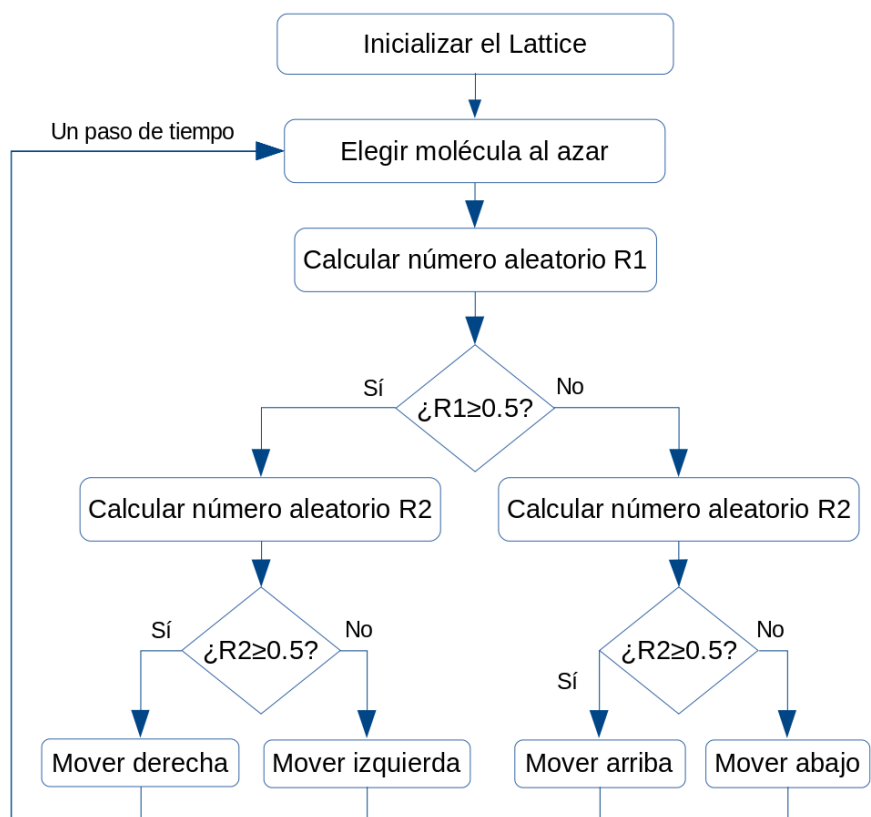 Inicializar el Lattice
Un paso de tiempo
Elegir molécula al azar
Calcular número aleatorio R1
Sí
¿R1≥0.5?
No
Calcular número aleatorio R2
Calcular número aleatorio R2
Sí
¿R2≥0.5?
No
Sí
¿R2≥0.5?
No
Mover derecha
Mover izquierda
Mover arriba
Mover abajo